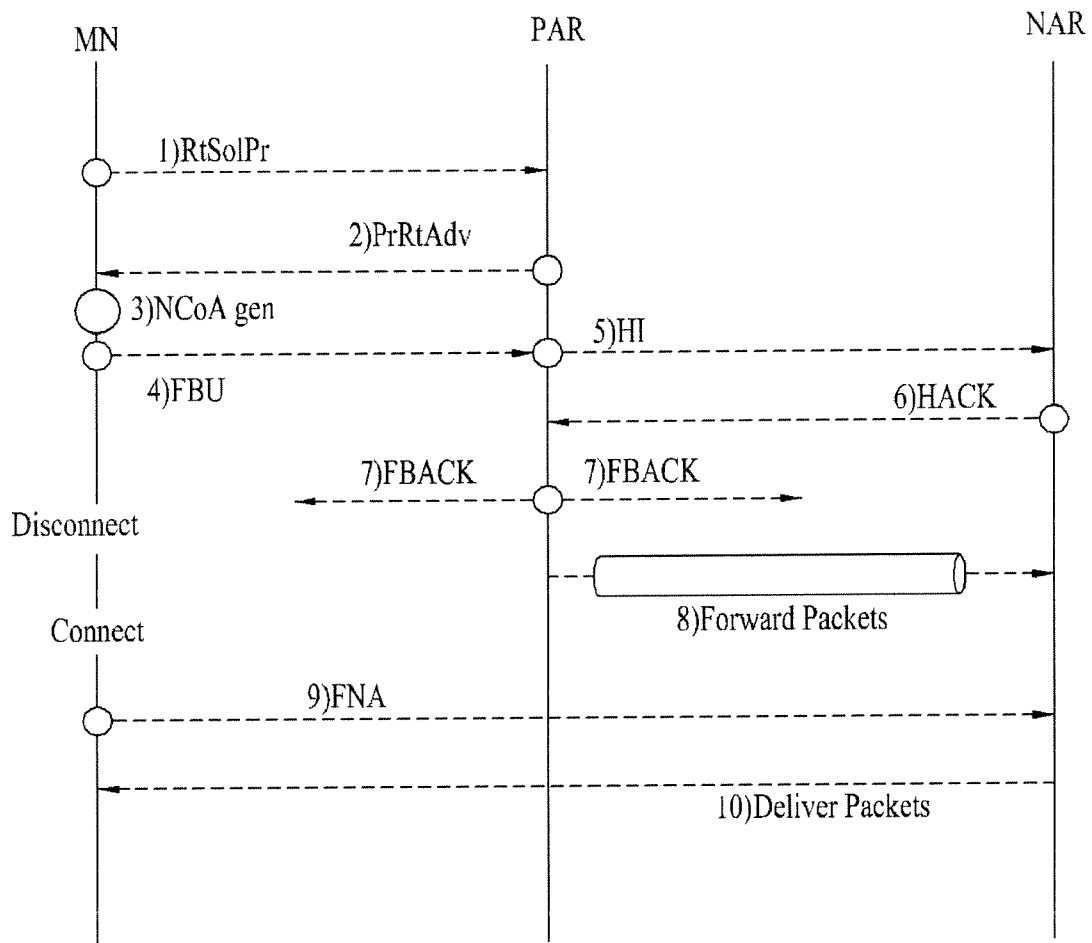 MN
PAR
NAR
1)RtSolPr
2)PrRtAdv
3)NCoA gen
5)HI
4)FBU
6)HACK
7)FBACK
7)FBACK
Disconnect
8)Forward Packets
Connect
9)FNA
10)Deliver Packets